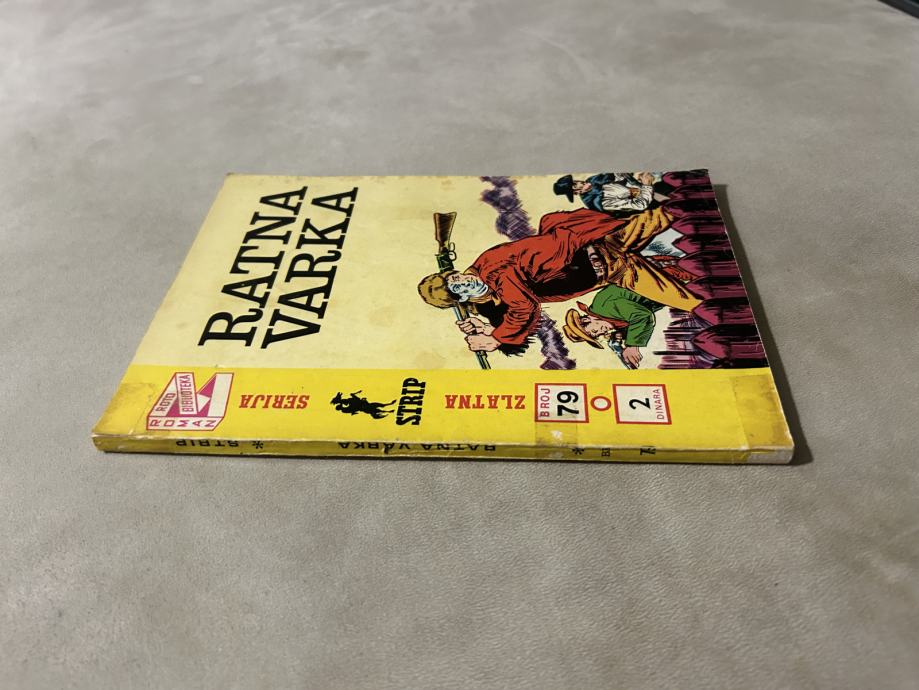 RATNA
VARKA
ROTO
BIBLIOTEKA
ROMAN
ZLATNA
SERIJA
STRIP
BROJ
79
2
DINARA
* STRIP
RATNA VARKA
*